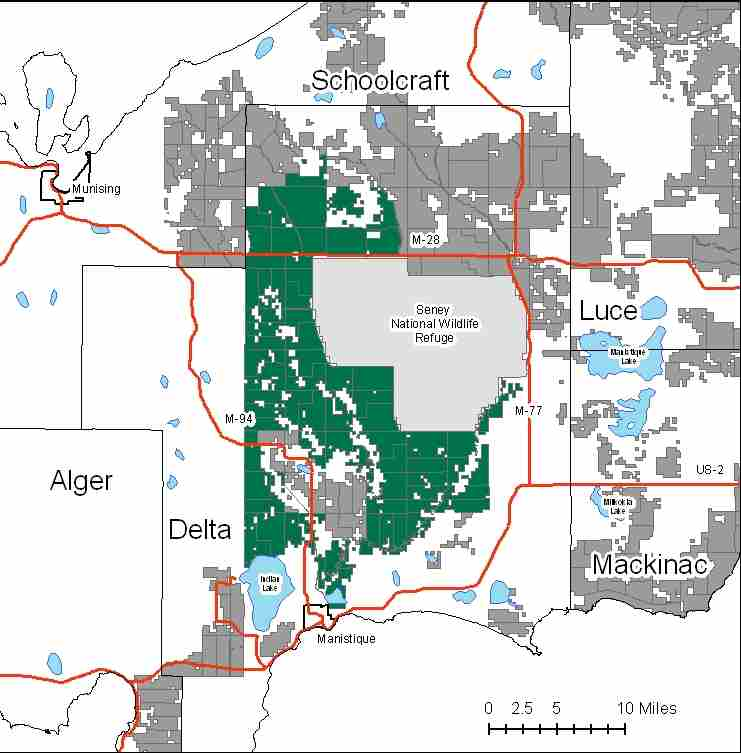 Schoolcraft
Munising
M-28
Seney
National Wildlife
Refuge
Luce
Manistique
Lake
M-94
M-77
US-2
Alger
Delta
Lake
Mackinac
Indian
Lake
Manistique
0 2.5 5 10 Miles